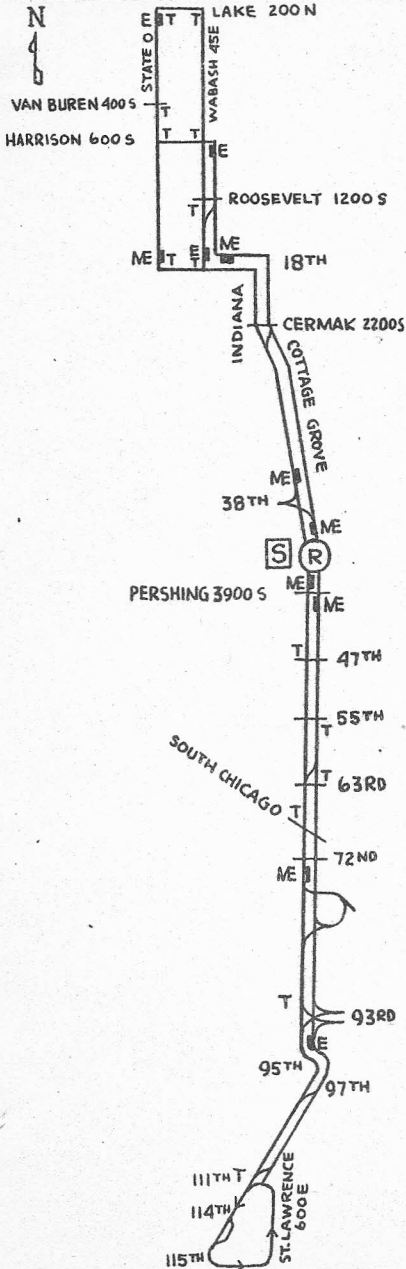 N
E T T LAKE 200 N
STATE 0
WABASH 45E
VAN BUREN 400 S
T
HARRISON 600 S
T T
E
ROOSEVELT 1200 S
T
ME T
E
T
ME
18TH
INDIANA
CERMAK 2200S
COTTAGE GROVE
ME
38TH
ME
S R
ME
PERSHING 3900 S
ME
T
47TH
55TH
T
SOUTH CHICAGO
T
63RD
T
72ND
ME
T
93RD
E
95TH
97TH
111TH T
114TH
ST. LAWRENCE
600E
115TH